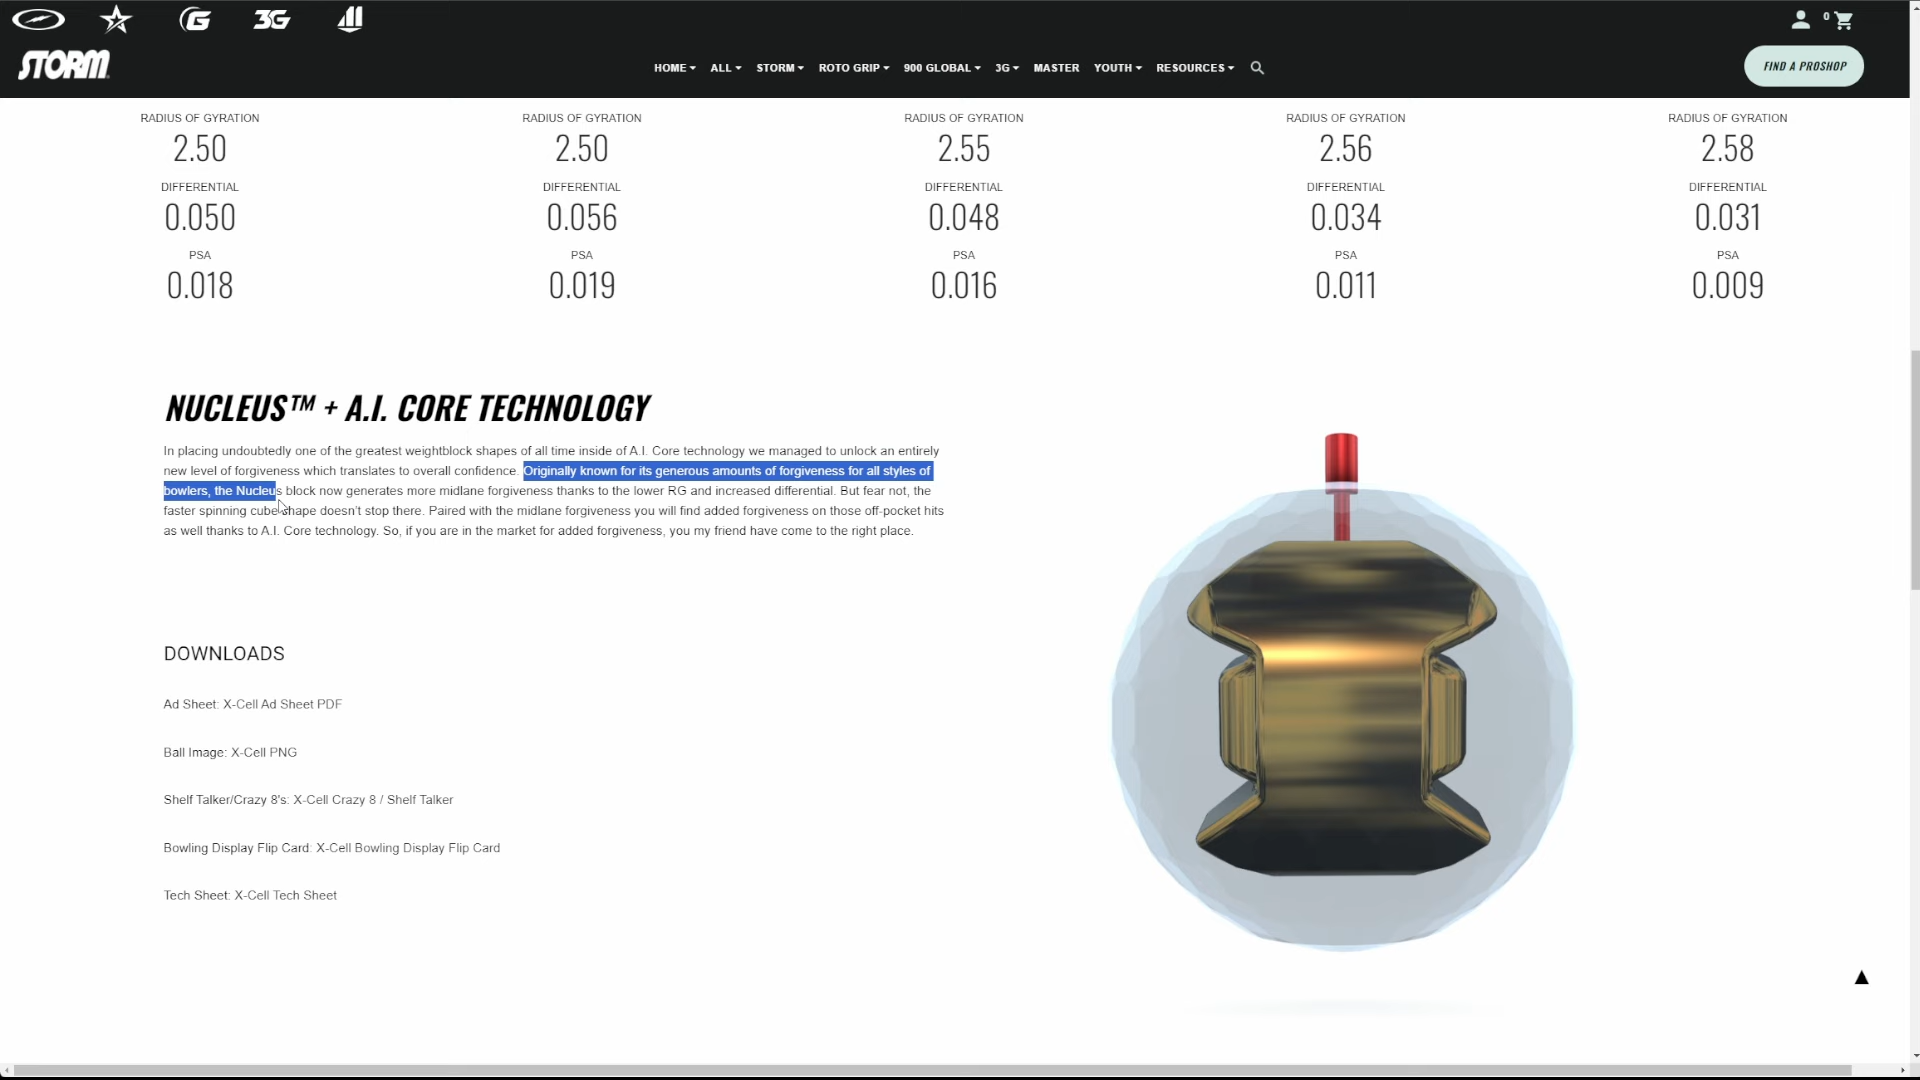 3G
STORM
HOME
ALL
STORM
ROTO GRIP
900 GLOBAL
3G
MASTER
YOUTH
RESOURCES
0
FIND A PROSHOP
RADIUS OF GYRATION RADIUS OF GYRATION RADIUS OF GYRATION RADIUS OF GYRATION RADIUS OF GYRATION
2.50 2.50 2.55 2.56 2.58
DIFFERENTIAL DIFFERENTIAL DIFFERENTIAL DIFFERENTIAL DIFFERENTIAL
0.050 0.056 0.048 0.034 0.031
PSA PSA PSA PSA PSA
0.018 0.019 0.016 0.011 0.009
NUCLEUS™ + A.I. CORE TECHNOLOGY
In placing undoubtedly one of the greatest weightblock shapes of all time inside of A.I. Core technology we managed to unlock an entirely
new level of forgiveness which translates to overall confidence. Originally known for its generous amounts of forgiveness for all styles of
bowlers, the Nucleus block now generates more midlane forgiveness thanks to the lower RG and increased differential. But fear not, the
faster spinning cube shape doesn't stop there. Paired with the midlane forgiveness you will find added forgiveness on those off-pocket hits
as well thanks to A.I. Core technology. So, if you are in the market for added forgiveness, you my friend have come to the right place.
DOWNLOADS
Ad Sheet: X-Cell Ad Sheet PDF
Ball Image: X-Cell PNG
Shelf Talker/Crazy 8's: X-Cell Crazy 8 / Shelf Talker
Bowling Display Flip Card: X-Cell Bowling Display Flip Card
Tech Sheet: X-Cell Tech Sheet